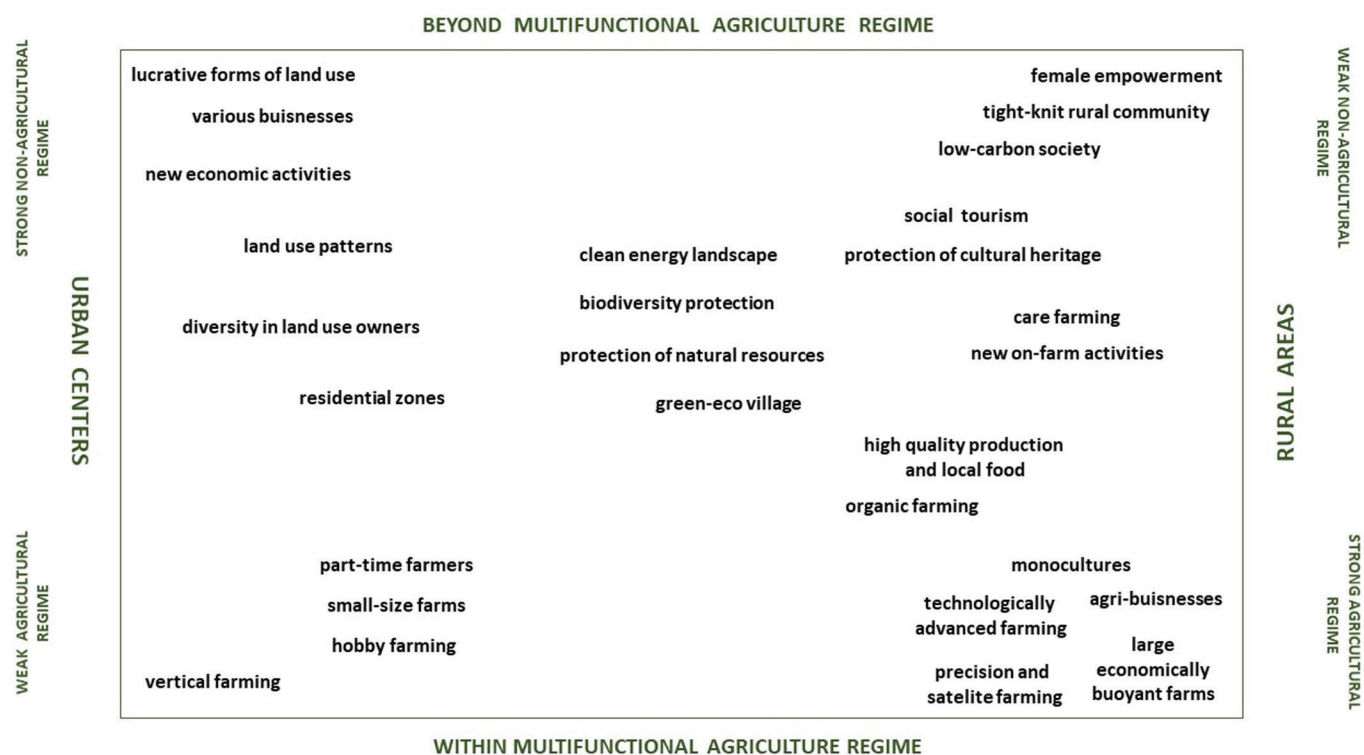 BEYOND MULTIFUNCTIONAL AGRICULTURE REGIME
STRONG NON-AGRICULTURAL
REGIME
WEAK NON-AGRICULTURAL
REGIME
lucrative forms of land use
female empowerment
various buisnesses
tight-knit rural community
low-carbon society
new economic activities
social tourism
land use patterns
clean energy landscape
protection of cultural heritage
URBAN CENTERS
RURAL AREAS
biodiversity protection
diversity in land use owners
care farming
protection of natural resources
new on-farm activities
residential zones
green-eco village
high quality production
and local food
organic farming
WEAK AGRICULTURAL
REGIME
STRONG AGRICULTURAL
REGIME
part-time farmers
monocultures
small-size farms
technologically
advanced farming
agri-buisnesses
hobby farming
large
economically
buoyant farms
vertical farming
precision and
satelite farming
WITHIN MULTIFUNCTIONAL AGRICULTURE REGIME